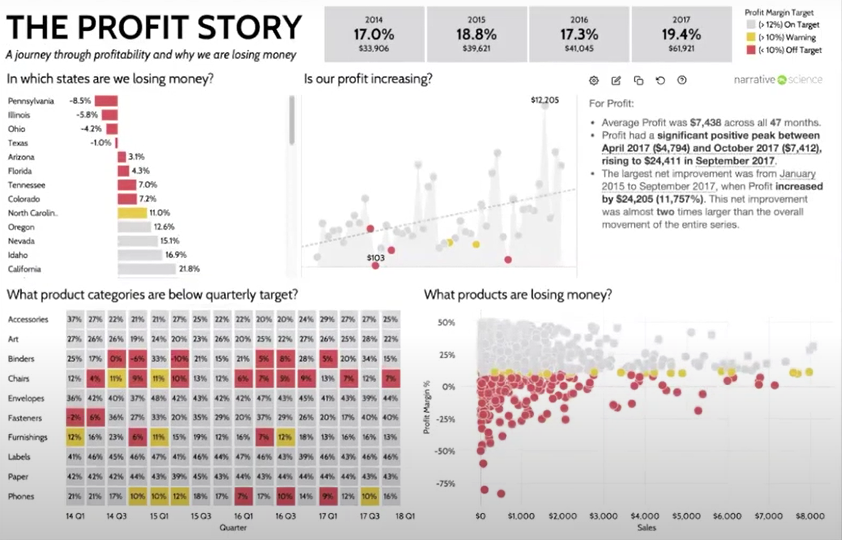 THE PROFIT STORY
A journey through profitability and why we are losing money
2014
17.0%
$33,906
2015
18.8%
$39,621
2016
17.3%
$41,045
2017
19.4%
$61,921
Profit Margin Target
(> 12%) On Target
(> 10%) Warning
(< 10%) Off Target
In which states are we losing money?
Pennsylvania -8.5%
Illinois -5.8%
Ohio -4.2%
Texas -1.0%
Arizona 3.1%
Florida 4.3%
Tennessee 7.0%
Colorado 7.2%
North Carolin.. 11.0%
Oregon 12.6%
Nevada 15.1%
Idaho 16.9%
California 21.8%
Is our profit increasing?
$12,205
$103
narrative science
For Profit:
• Average Profit was $7,438 across all 47 months.
• Profit had a significant positive peak between
April 2017 ($4,794) and October 2017 ($7,412),
rising to $24,411 in September 2017.
• The largest net improvement was from January
2015 to September 2017, when Profit increased
by $24,205 (11,757%). This net improvement
was almost two times larger than the overall
movement of the entire series.
What product categories are below quarterly target?
Accessories 37% 27% 22% 21% 21% 27% 25% 22% 22% 20% 20% 24% 29% 27% 27% 25%
Art 27% 26% 26% 19% 24% 20% 23% 26% 20% 25% 22% 27% 26% 25% 28% 22%
Binders 25% 17% 0% -6% 33% -10% 21% 15% 21% 5% 8% 28% 5% 20% 34% 15%
Chairs 12% 4% 11% 9% 11% 10% 13% 12% 6% 7% 3% 9% 13% 7% 12% 7%
Envelopes 36% 42% 40% 37% 48% 42% 43% 42% 42% 47% 43% 45% 41% 43% 39% 44%
Fasteners -2% 6% 36% 27% 33% 20% 35% 29% 20% 37% 29% 26% 20% 17% 40% 40%
Furnishings 12% 16% 23% 6% 11% 15% 19% 12% 16% 7% 12% 18% 13% 16% 16% 13%
Labels 41% 46% 45% 46% 47% 41% 46% 44% 47% 46% 43% 39% 46% 43% 46% 46%
Paper 42% 42% 42% 44% 43% 39% 45% 43% 44% 43% 44% 44% 44% 44% 43% 43%
Phones 21% 21% 17% 10% 10% 12% 18% 17% 7% 17% 10% 14% 9% 12% 10% 16%
14 Q1 14 Q3 15 Q1 15 Q3 16 Q1 16 Q3 17 Q1 17 Q3 18 Q1
Quarter
What products are losing money?
Profit Margin %
50%
25%
0%
-25%
-50%
-75%
$0 $1,000 $2,000 $3,000 $4,000 $5,000 $6,000 $7,000 $8,000
Sales